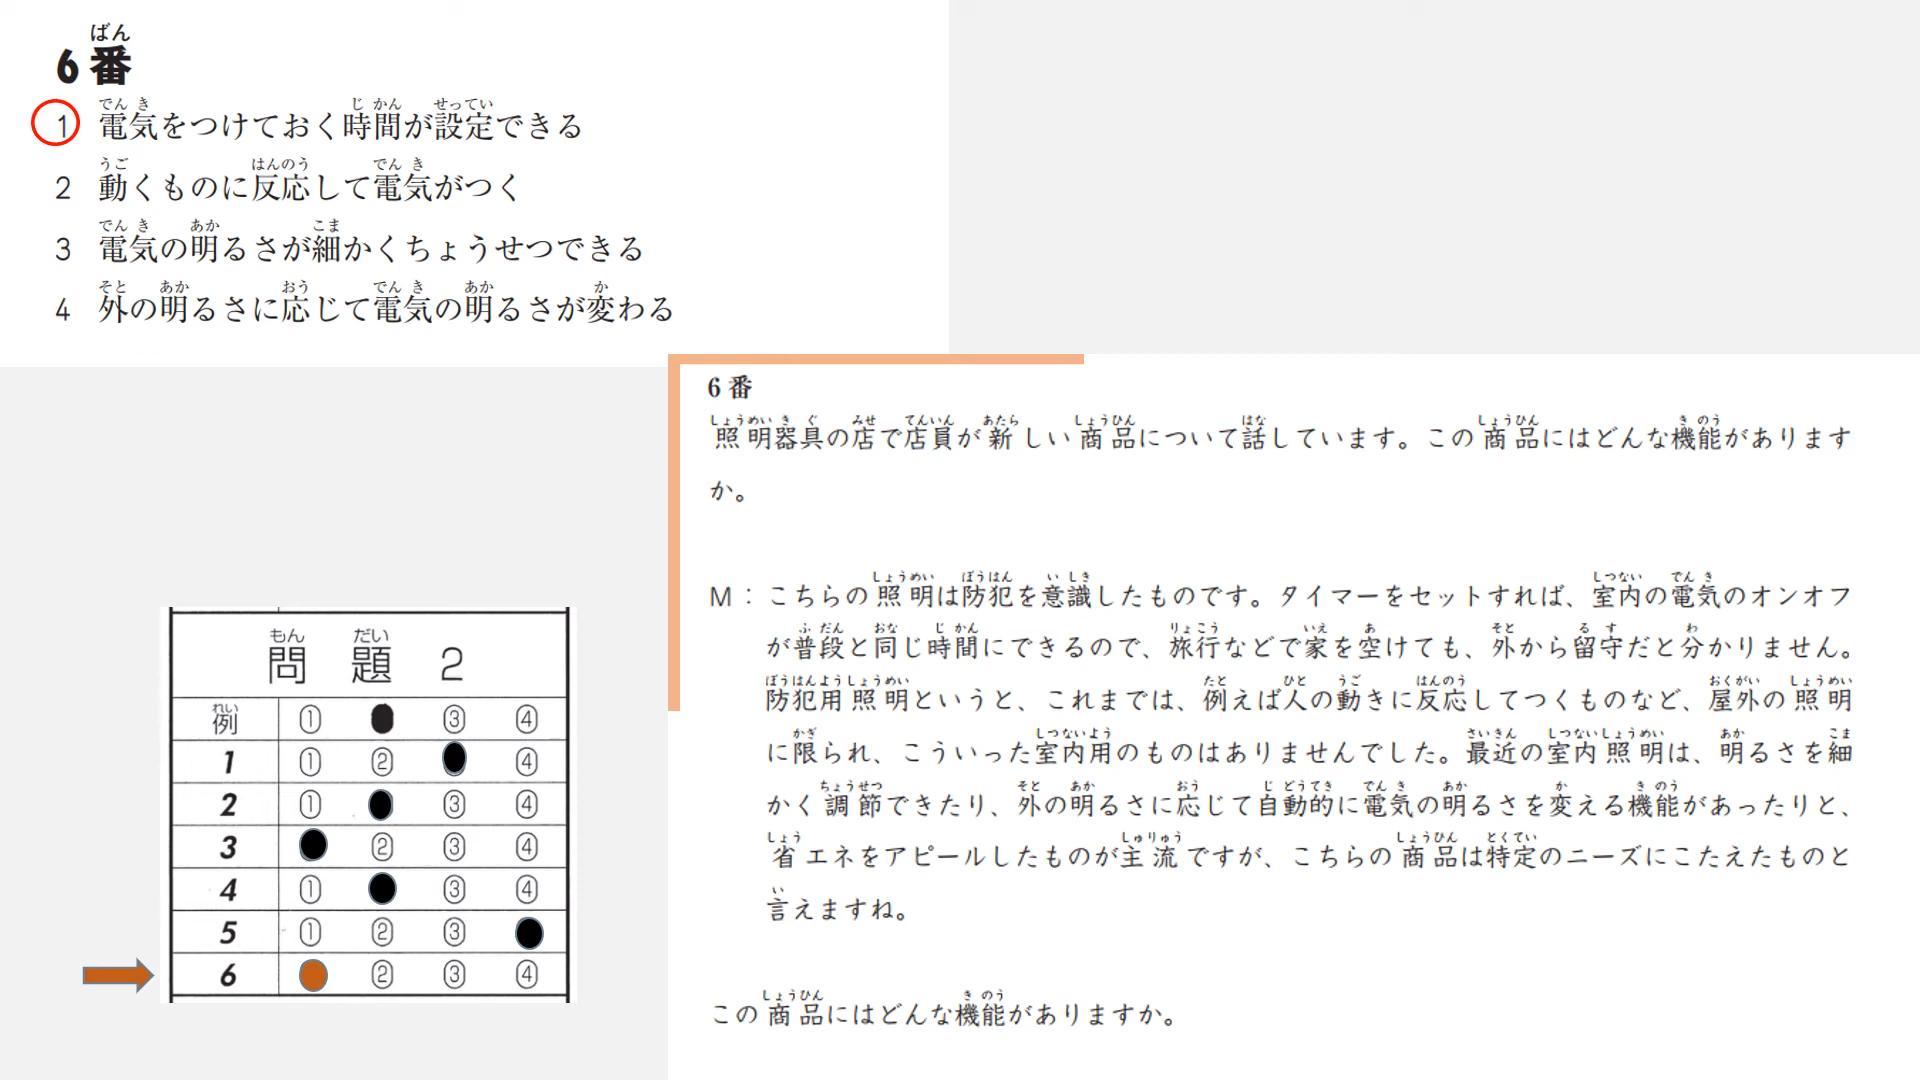 6番
1 電気をつけておく時間が設定できる
2 動くものに反応して電気がつく
3 電気の明るさが細かくちょうせつできる
4 外の明るさに応じて電気の明るさが変わる
6番
照明器具の店で店員が新しい商品について話しています。この商品にはどんな機能があります
か。
M：こちらの照明は防犯を意識したものです。タイマーをセットすれば、室内の電気のオンオフ
が普段と同じ時間にできるので、旅行などで家を空けても、外から留守だと分かりません。
防犯用照明というと、これまでは、例えば人の動きに反応してつくものなど、屋外の照明
に限られ、こういった室内用のものはありませんでした。最近の室内照明は、明るさを細
かく調節できたり、外の明るさに応じて自動的に電気の明るさを変える機能があったりと、
省エネをアピールしたものが主流ですが、こちらの商品は特定のニーズにこたえたものと
言えますね。
この商品にはどんな機能がありますか。
問題2
例 ① ③ ④
1 ① ② ④
2 ① ③ ④
3 ② ③ ④
4 ① ③ ④
5 ① ② ③
6 ② ③ ④